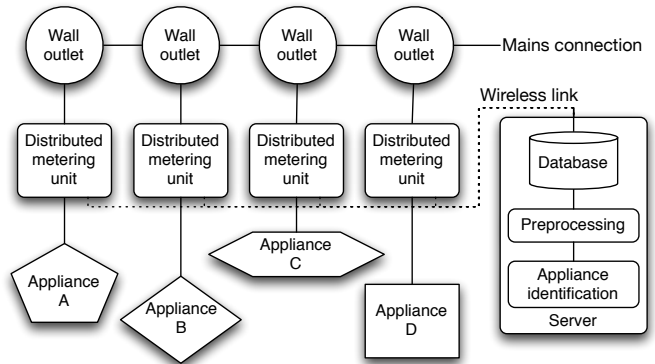 Wall
outlet
Wall
outlet
Wall
outlet
Wall
outlet
Mains connection
Wireless link
Distributed
metering
unit
Distributed
metering
unit
Distributed
metering
unit
Distributed
metering
unit
Database
Preprocessing
Appliance
identification
Server
Appliance
A
Appliance
B
Appliance
C
Appliance
D